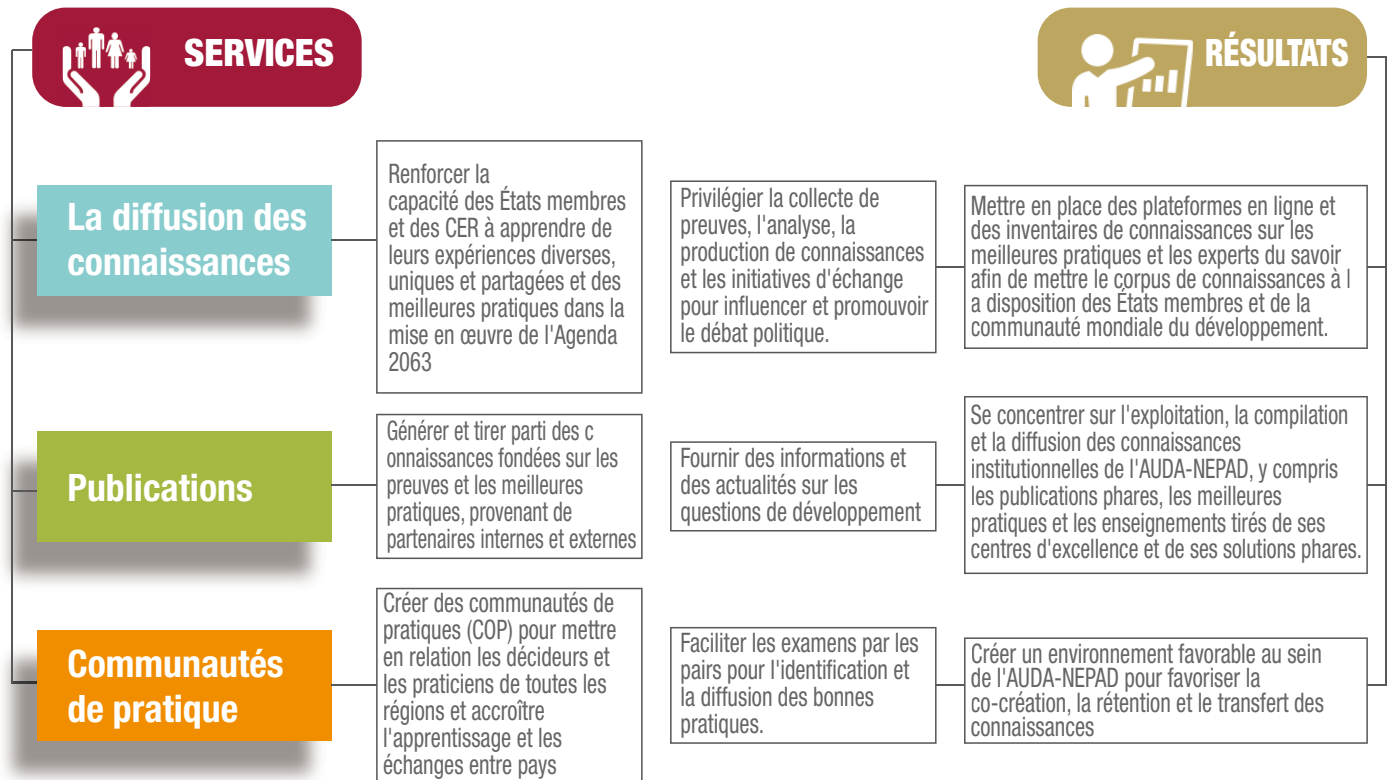 SERVICES
RÉSULTATS
La diffusion des
connaissances
Renforcer la
capacité des États membres
et des CER à apprendre de
leurs expériences diverses,
uniques et partagées et des
meilleures pratiques dans la
mise en œuvre de l'Agenda
2063
Privilégier la collecte de
preuves, l'analyse, la
production de connaissances
et les initiatives d'échange
pour influencer et promouvoir
le débat politique.
Mettre en place des plateformes en ligne et
des inventaires de connaissances sur les
meilleures pratiques et les experts du savoir
afin de mettre le corpus de connaissances à l
a disposition des États membres et de la
communauté mondiale du développement.
Publications
Générer et tirer parti des c
onnaissances fondées sur les
preuves et les meilleures
pratiques, provenant de
partenaires internes et externes
Fournir des informations et
des actualités sur les
questions de développement
Se concentrer sur l'exploitation, la compilation
et la diffusion des connaissances
institutionnelles de l'AUDA-NEPAD, y compris
les publications phares, les meilleures
pratiques et les enseignements tirés de ses
centres d'excellence et de ses solutions phares.
Communautés
de pratique
Créer des communautés de
pratiques (COP) pour mettre
en relation les décideurs et
les praticiens de toutes les
régions et accroître
l'apprentissage et les
échanges entre pays
Faciliter les examens par les
pairs pour l'identification et
la diffusion des bonnes
pratiques.
Créer un environnement favorable au sein
de l'AUDA-NEPAD pour favoriser la
co-création, la rétention et le transfert des
connaissances